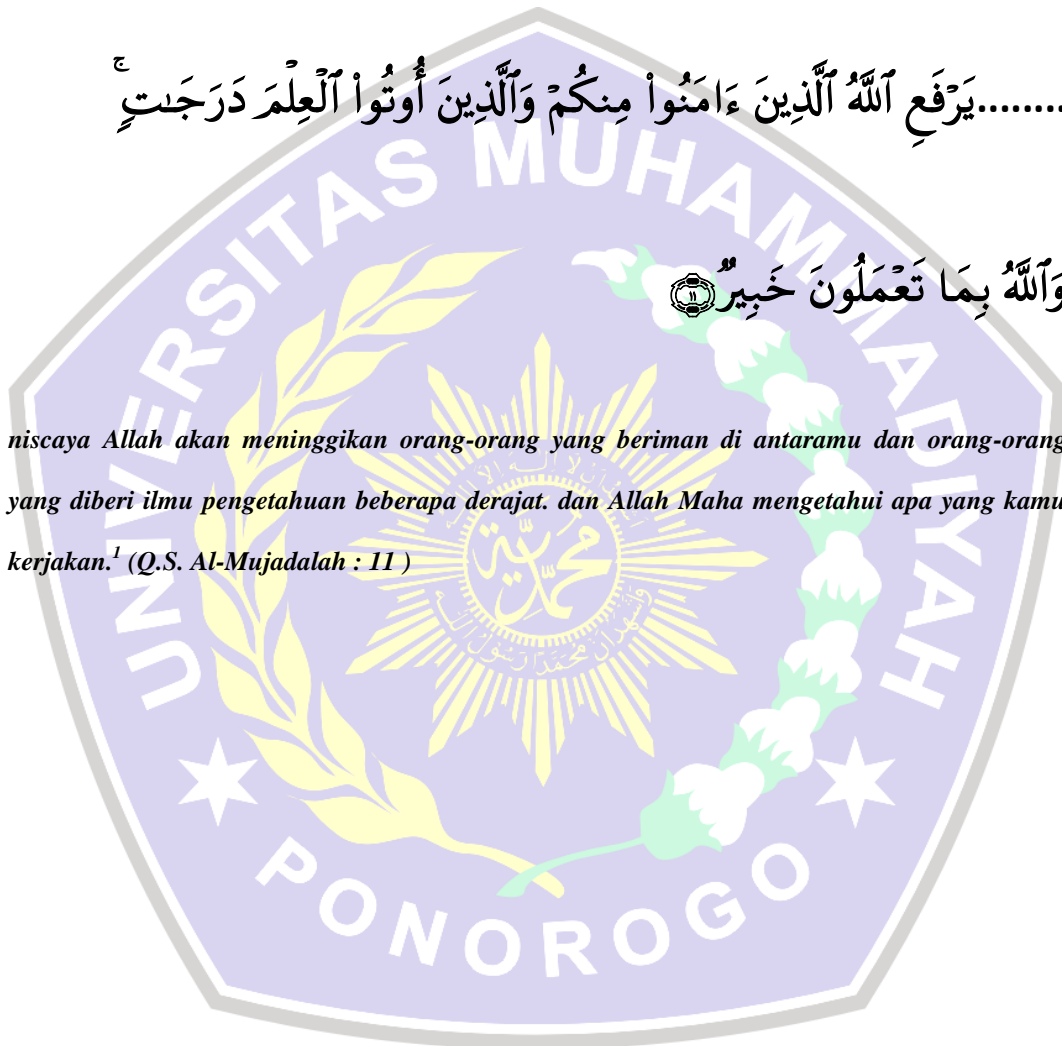 ........يَرْفَعِ ٱللَّهُ ٱلَّذِينَ ءَامَنُوا۟ مِنكُمْ وَٱلَّذِينَ أُوتُوا۟ ٱلْعِلْمَ دَرَجَـٰتٍ ۚ
وَٱللَّهُ بِمَا تَعْمَلُونَ خَبِيرٌ ۝١١
niscaya Allah akan meninggikan orang-orang yang beriman di antaramu dan orang-orang
yang diberi ilmu pengetahuan beberapa derajat. dan Allah Maha mengetahui apa yang kamu
kerjakan.¹ (Q.S. Al-Mujadalah : 11 )
UNIVERSITAS MUHAMMADIYAH
PONOROGO
محمدية